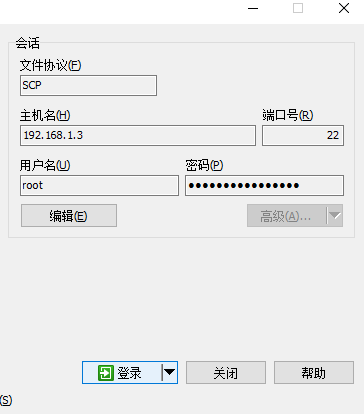 会话
文件协议(F)
SCP
主机名(H) 端口号(R)
192.168.1.3 22
用户名(U) 密码(P)
root ●●●●●●●●●●●●●●●●
编辑(E) 高级(A)...
登录 关闭 帮助
(S)